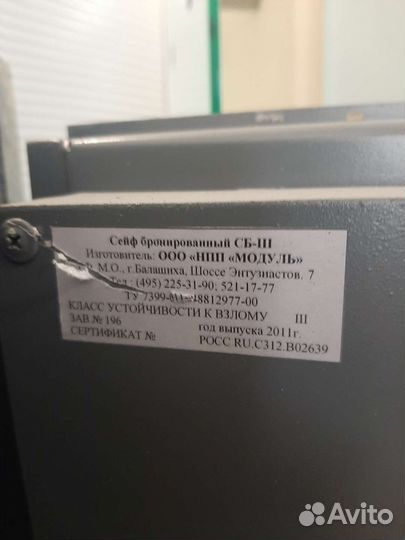 Сейф бронированный СБ-III
Изготовитель: ООО «НПП «МОДУЛЬ»
М.О., г.Балашиха, Шоссе Энтузиастов. 7
(495) 225-31-90; 521-17-77
ТУ 7399-
КЛАСС УСТОЙЧИВОСТИ К ВЗЛОМУ III
ЗАВ.№ 196 год выпуска 2011г.
СЕРТИФИКАТ № РОСС RU.C312.B02639
Avito